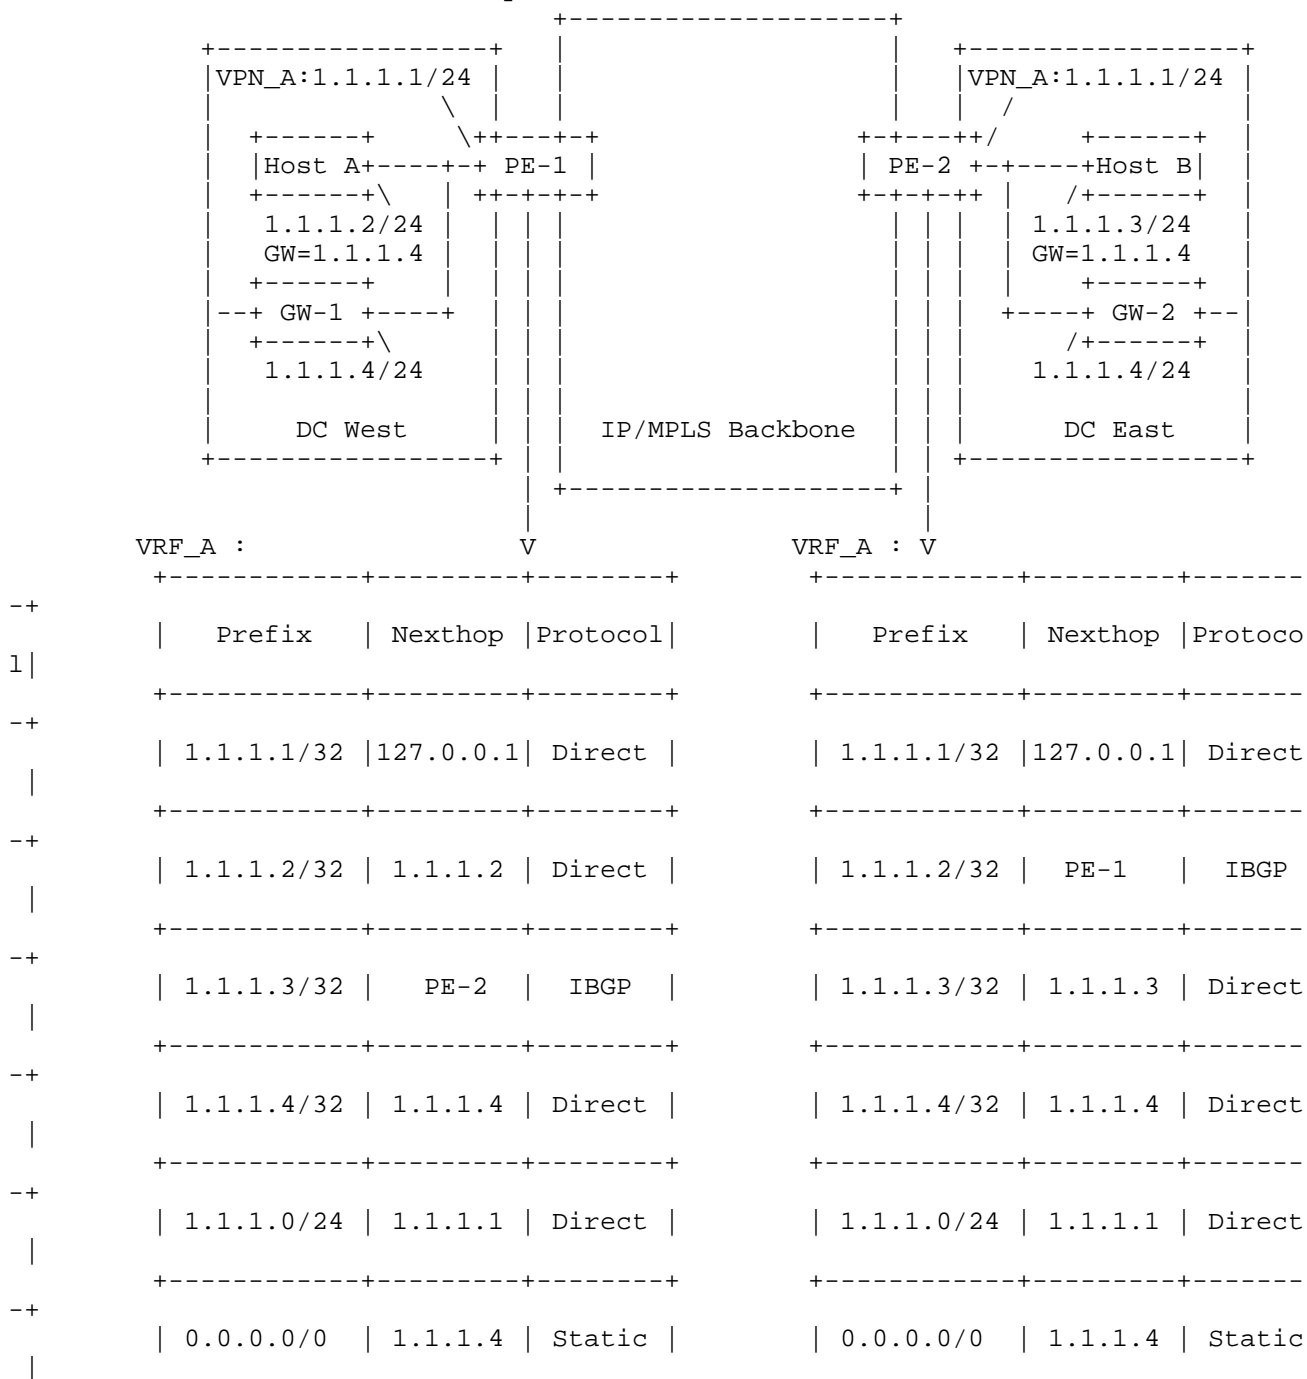 +--------------------+
+-----------------+ | | +-----------------+
|VPN_A:1.1.1.1/24 | | | |VPN_A:1.1.1.1/24 |
| \ | | | | / |
| +------+ \++---+-+ +-+---++/ +------+ |
| |Host A+----+-+ PE-1 | | PE-2 +-+----+Host B| |
| +------+\ | ++-+-+-+ +-+-+-++ | /+------+ |
| 1.1.1.2/24 | | | | | | | | 1.1.1.3/24 |
| GW=1.1.1.4 | | | | | | | | GW=1.1.1.4 |
| +------+ | | | | | | | | +------+ |
|--+ GW-1 +----+ | | | | | | +----+ GW-2 +--|
| +------+\ | | | | | | /+------+ |
| 1.1.1.4/24 | | | | | | 1.1.1.4/24 |
| | | | | | | |
| DC West | | | IP/MPLS Backbone | | | DC East |
+-----------------+ | | | | +-----------------+
| +--------------------+ |
| |
VRF_A : V VRF_A : V
+------------+---------+--------+ +------------+---------+-------
-+
| Prefix | Nexthop |Protocol| | Prefix | Nexthop |Protoco
l|
+------------+---------+--------+ +------------+---------+-------
-+
| 1.1.1.1/32 |127.0.0.1| Direct | | 1.1.1.1/32 |127.0.0.1| Direct
|
+------------+---------+--------+ +------------+---------+-------
-+
| 1.1.1.2/32 | 1.1.1.2 | Direct | | 1.1.1.2/32 | PE-1 | IBGP
|
+------------+---------+--------+ +------------+---------+-------
-+
| 1.1.1.3/32 | PE-2 | IBGP | | 1.1.1.3/32 | 1.1.1.3 | Direct
|
+------------+---------+--------+ +------------+---------+-------
-+
| 1.1.1.4/32 | 1.1.1.4 | Direct | | 1.1.1.4/32 | 1.1.1.4 | Direct
|
+------------+---------+--------+ +------------+---------+-------
-+
| 1.1.1.0/24 | 1.1.1.1 | Direct | | 1.1.1.0/24 | 1.1.1.1 | Direct
|
+------------+---------+--------+ +------------+---------+-------
-+
| 0.0.0.0/0 | 1.1.1.4 | Static | | 0.0.0.0/0 | 1.1.1.4 | Static
|